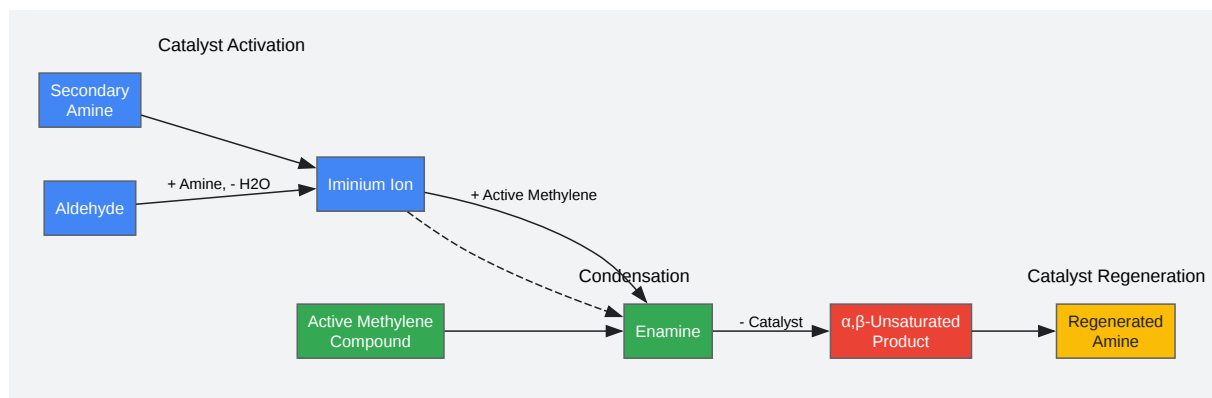 Catalyst Activation
Secondary
Amine
Aldehyde
+ Amine, - H2O
Iminium Ion
+ Active Methylene
Condensation
Active Methylene
Compound
Enamine
- Catalyst
α,β-Unsaturated
Product
Catalyst Regeneration
Regenerated
Amine